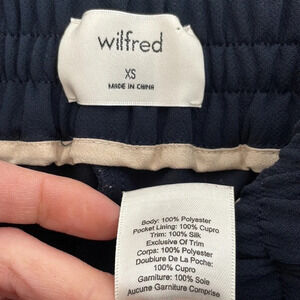 wilfred
XS
MADE IN CHINA
Body: 100% Polyester
Pocket Lining: 100% Cupro
Trim: 100% Silk
Exclusive Of Trim
Corps: 100% Polyester
Doublure De La Poche:
100% Cupro
Garniture: 100% Soie
Aucune Garniture Comprise